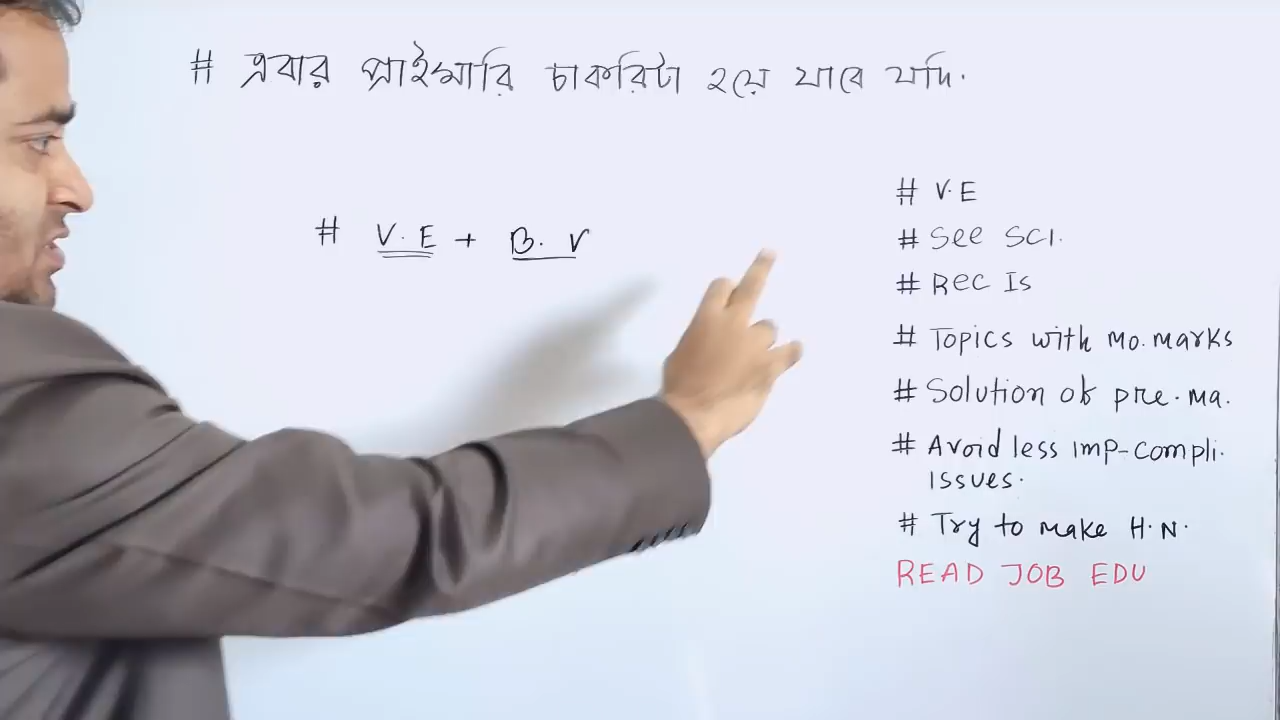 # এবার প্রাইমারি চাকরিটা হয়ে যাবে যদি.
# V.E + B. V
# V.E
# See SCI.
# Rec Is
# Topics with Mo.marks
# Solution of pre.ma.
# Avoid less imp-compli.
issues.
# Try to make H.N.
READ JOB EDU